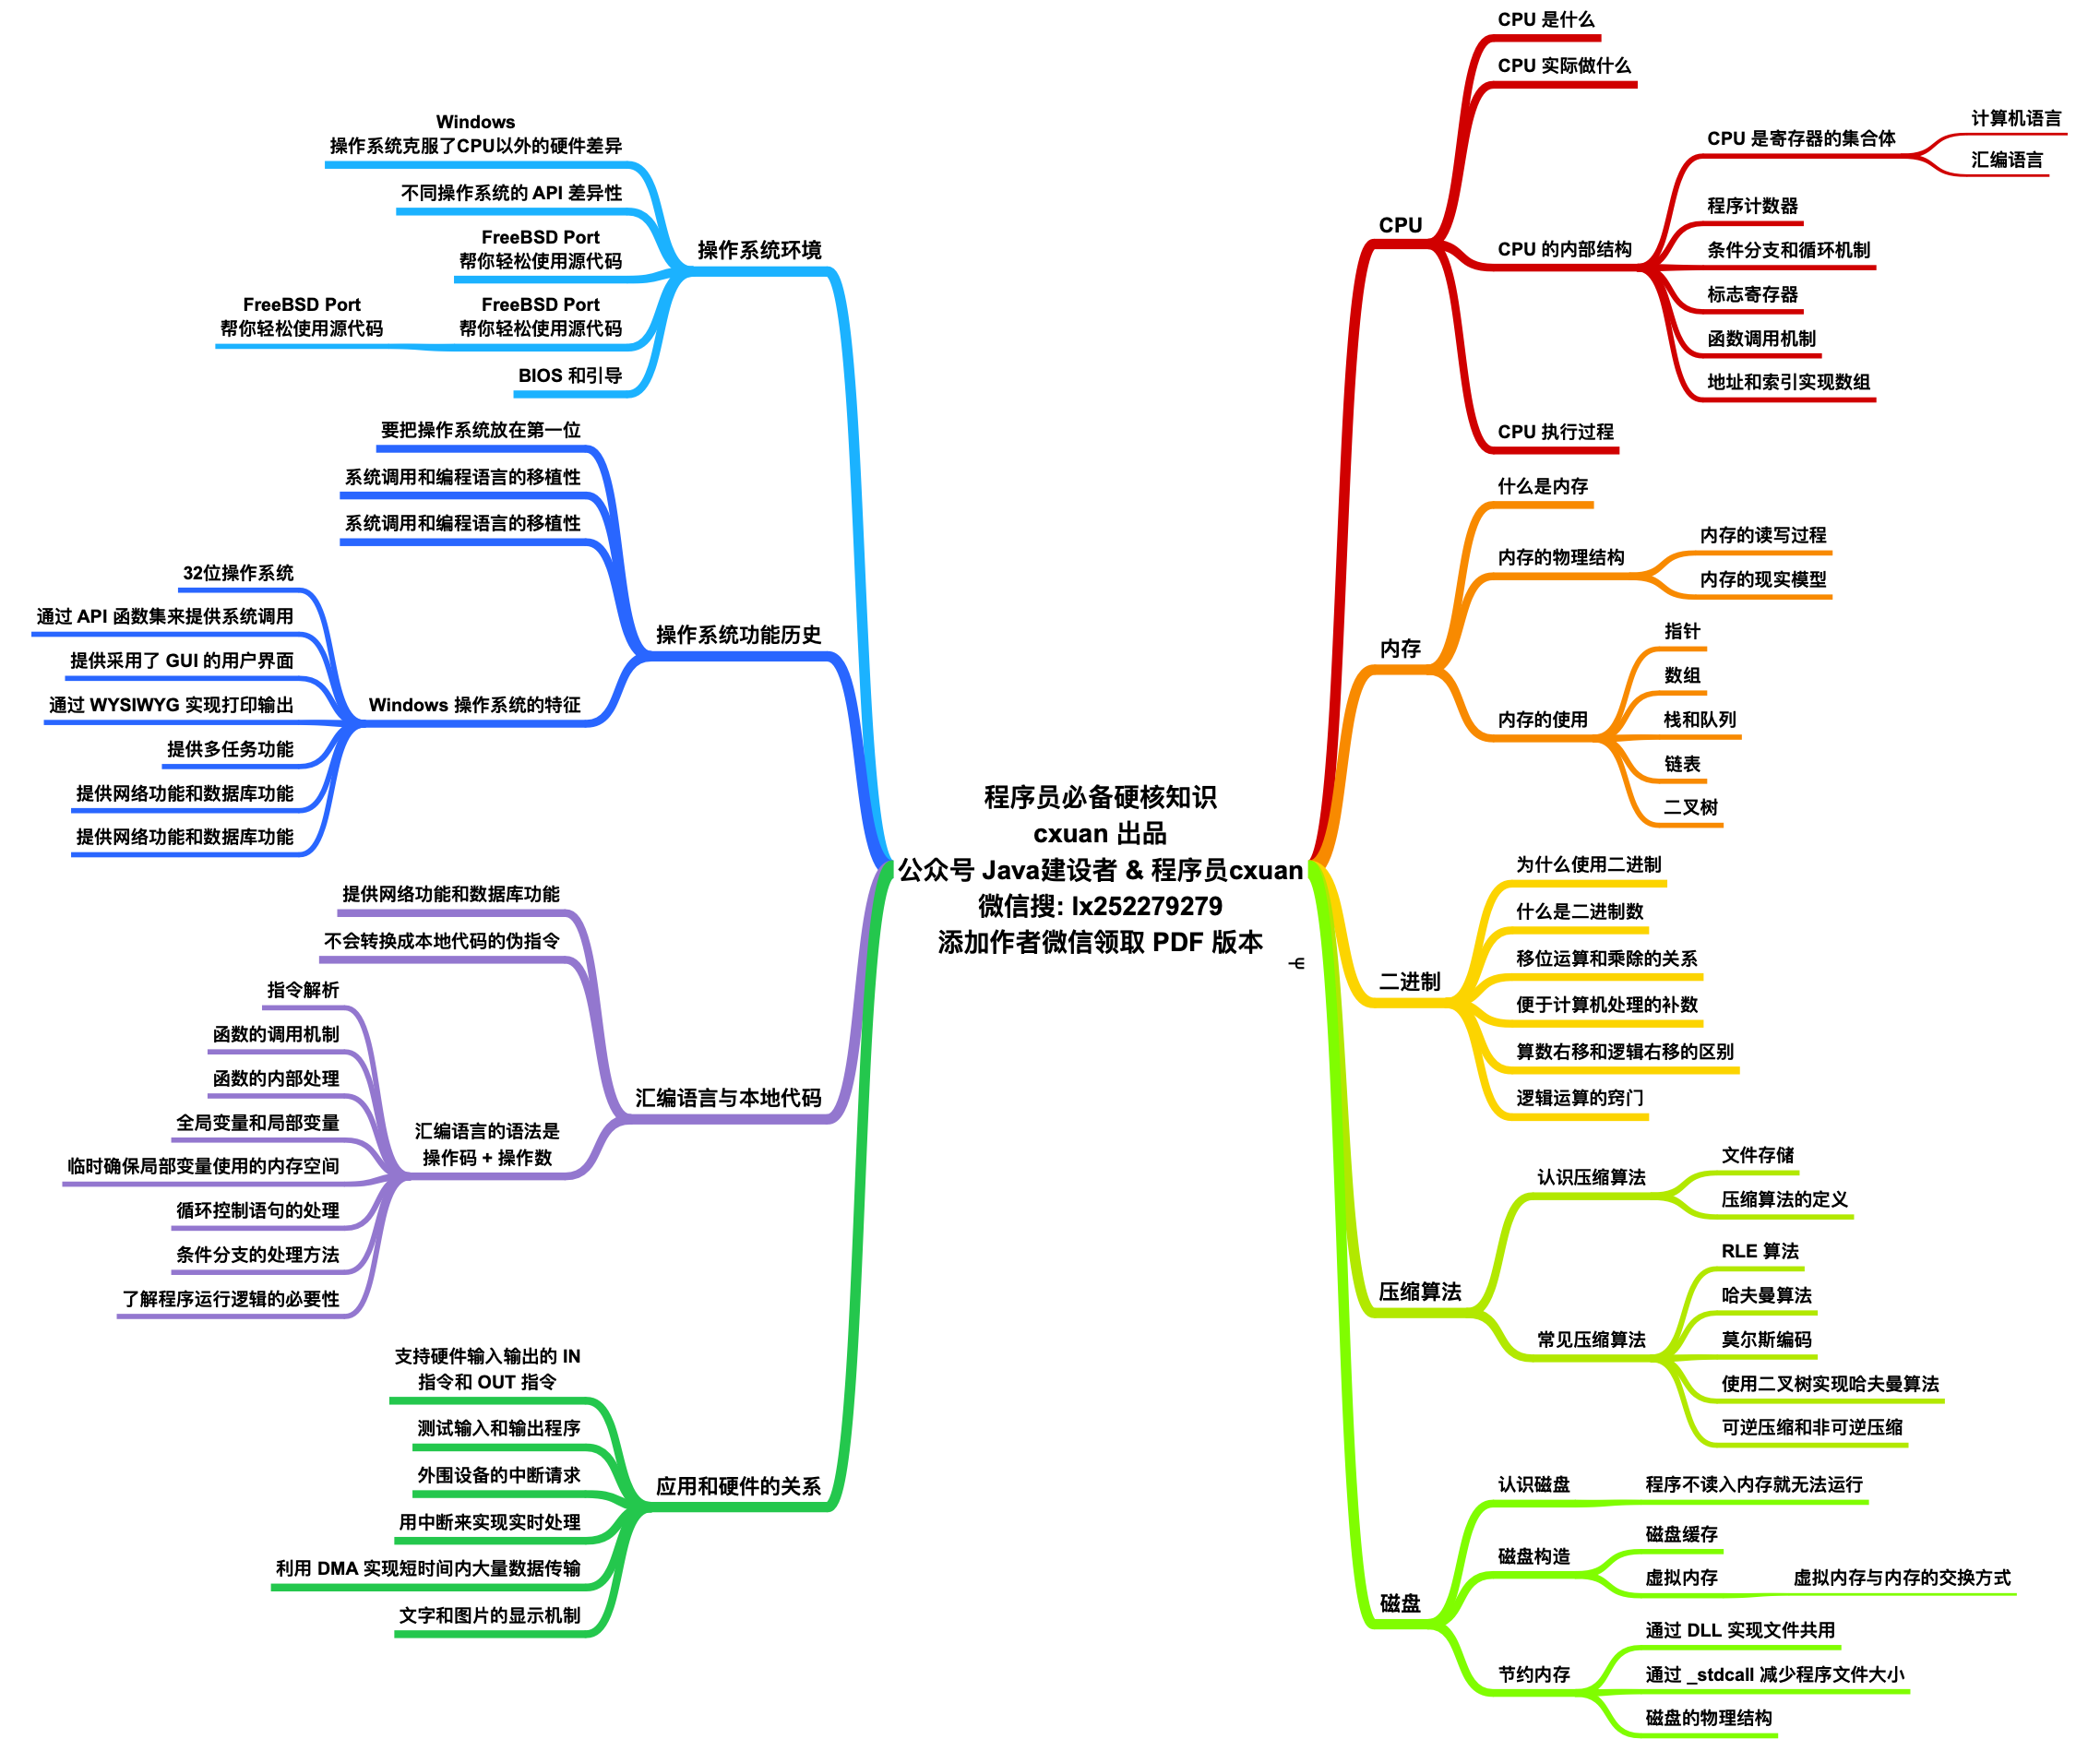 程序员必备硬核知识
cxuan 出品
公众号 Java建设者 & 程序员cxuan
微信搜: lx252279279
添加作者微信领取 PDF 版本
CPU
CPU 是什么
CPU 实际做什么
CPU 的内部结构
CPU 是寄存器的集合体
计算机语言
汇编语言
程序计数器
条件分支和循环机制
标志寄存器
函数调用机制
地址和索引实现数组
CPU 执行过程
内存
什么是内存
内存的物理结构
内存的读写过程
内存的现实模型
内存的使用
指针
数组
栈和队列
链表
二叉树
二进制
为什么使用二进制
什么是二进制数
移位运算和乘除的关系
便于计算机处理的补数
算数右移和逻辑右移的区别
逻辑运算的窍门
压缩算法
认识压缩算法
文件存储
压缩算法的定义
常见压缩算法
RLE 算法
哈夫曼算法
莫尔斯编码
使用二叉树实现哈夫曼算法
可逆压缩和非可逆压缩
磁盘
认识磁盘
程序不读入内存就无法运行
磁盘构造
磁盘缓存
虚拟内存
虚拟内存与内存的交换方式
节约内存
通过 DLL 实现文件共用
通过 _stdcall 减少程序文件大小
磁盘的物理结构
操作系统环境
Windows
操作系统克服了CPU以外的硬件差异
不同操作系统的 API 差异性
FreeBSD Port
帮你轻松使用源代码
FreeBSD Port
帮你轻松使用源代码
FreeBSD Port
帮你轻松使用源代码
BIOS 和引导
操作系统功能历史
要把操作系统放在第一位
系统调用和编程语言的移植性
系统调用和编程语言的移植性
Windows 操作系统的特征
32位操作系统
通过 API 函数集来提供系统调用
提供采用了 GUI 的用户界面
通过 WYSIWYG 实现打印输出
提供多任务功能
提供网络功能和数据库功能
提供网络功能和数据库功能
汇编语言与本地代码
提供网络功能和数据库功能
不会转换成本地代码的伪指令
汇编语言的语法是
操作码 + 操作数
指令解析
函数的调用机制
函数的内部处理
全局变量和局部变量
临时确保局部变量使用的内存空间
循环控制语句的处理
条件分支的处理方法
了解程序运行逻辑的必要性
应用和硬件的关系
支持硬件输入输出的 IN
指令和 OUT 指令
测试输入和输出程序
外围设备的中断请求
用中断来实现实时处理
利用 DMA 实现短时间内大量数据传输
文字和图片的显示机制